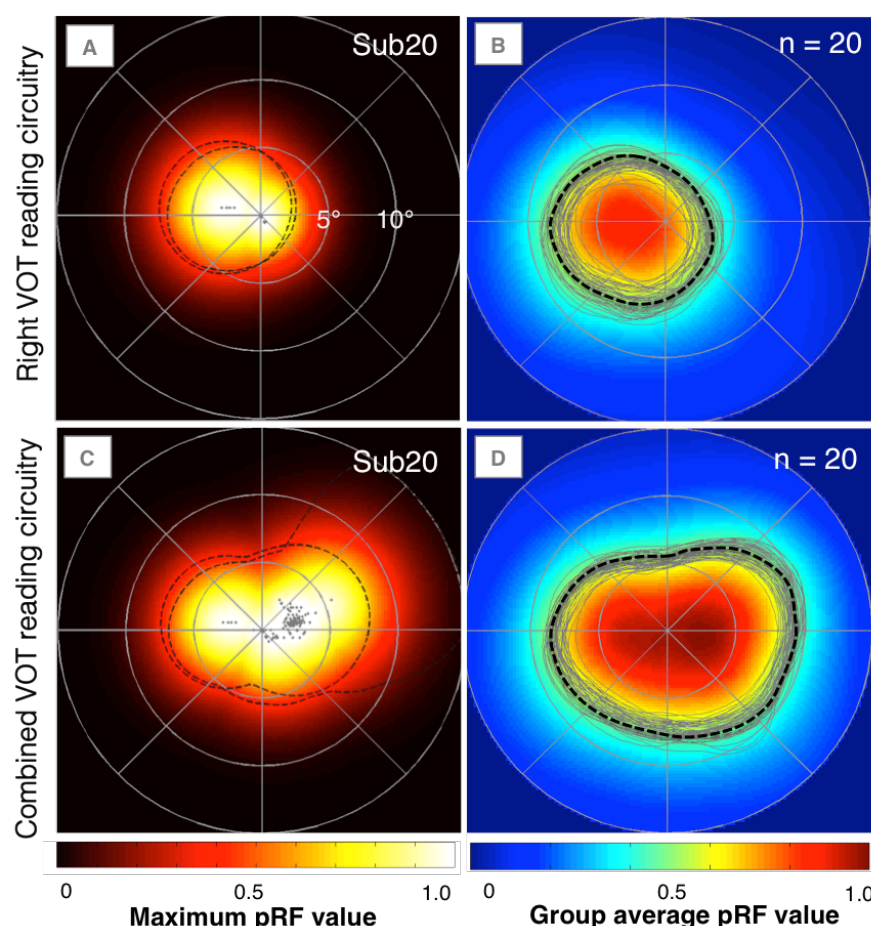 A
Sub20
5°
10°
B
n = 20
Right VOT reading circuitry
C
Sub20
D
n = 20
Combined VOT reading circuitry
0
0.5
1.0
Maximum pRF value
0
0.5
1.0
Group average pRF value